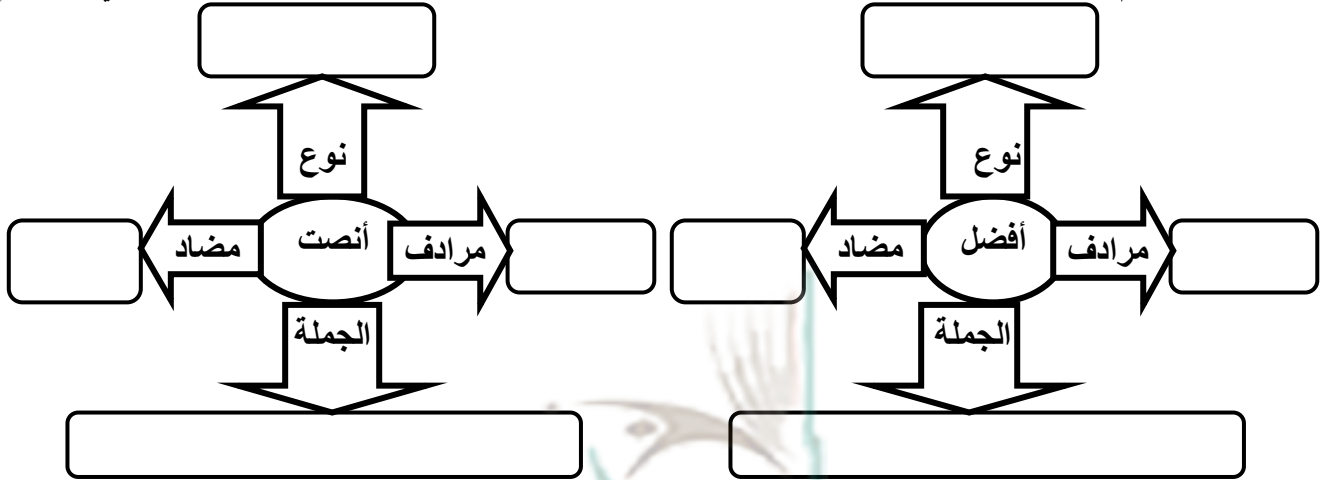 نوع
مرادف
أفضل
مضاد
الجملة
نوع
مرادف
أنصت
مضاد
الجملة